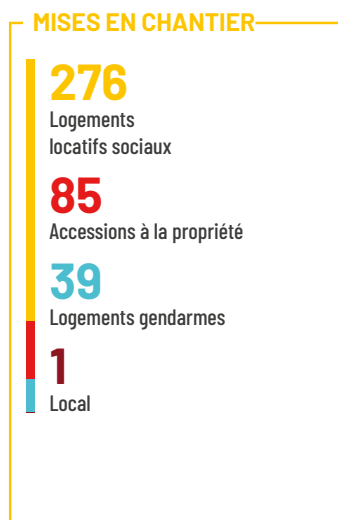 MISES EN CHANTIER
276
Logements
locatifs sociaux
85
Accessions à la propriété
39
Logements gendarmes
1
Local